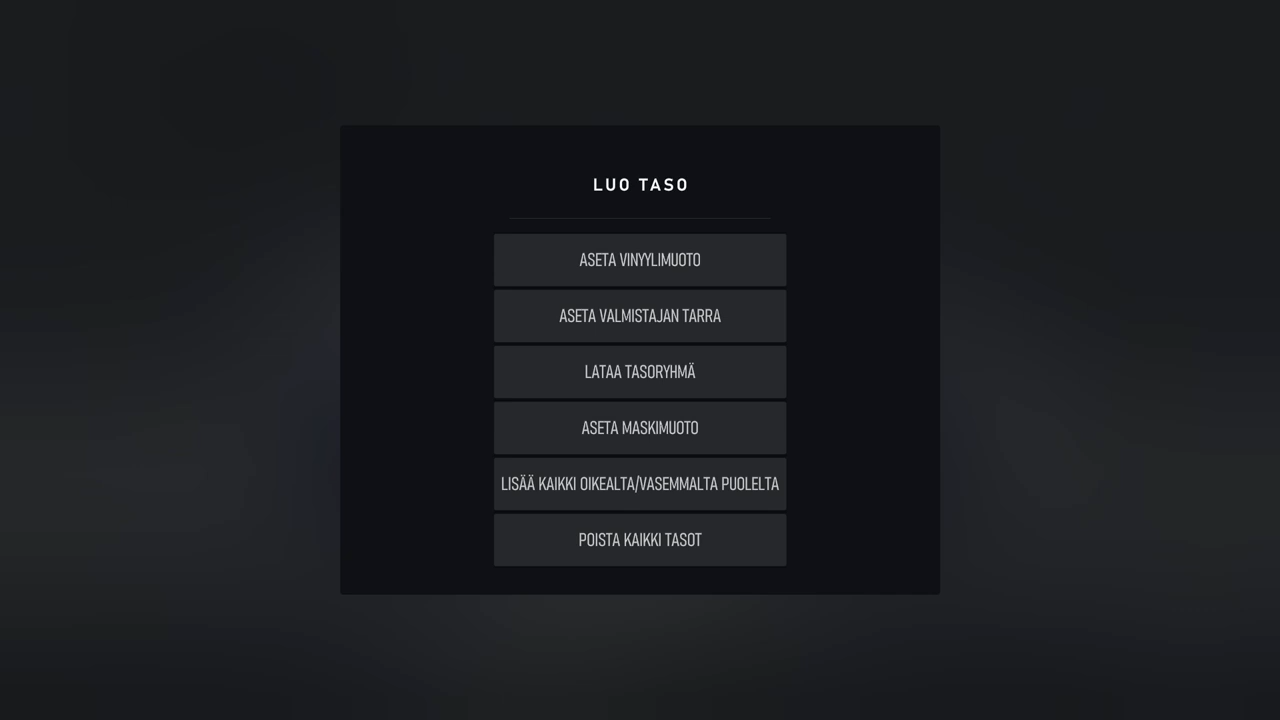 LUO TASO
ASETA VINYYLIMUOTO
ASETA VALMISTAJAN TARRA
LATAA TASORYHMÄ
ASETA MASKIMUOTO
LISÄÄ KAIKKI OIKEALTA/VASEMMALTA PUOLELTA
POISTA KAIKKI TASOT